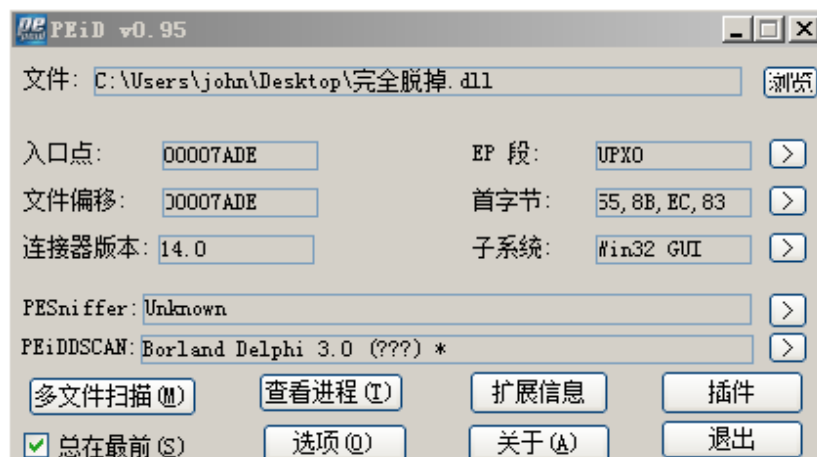 PEiD v0.95
文件: C:\Users\john\Desktop\完全脱掉.dll 浏览
入口点: 00007ADE EP 段: UPX0 >
文件偏移: 00007ADE 首字节: 55,8B,EC,83 >
连接器版本: 14.0 子系统: Win32 GUI >
PESniffer: Unknown >
PEiDDSCAN: Borland Delphi 3.0 (???) * >
多文件扫描(M) 查看进程(T) 扩展信息 插件
总在最前(S) 选项(O) 关于(A) 退出